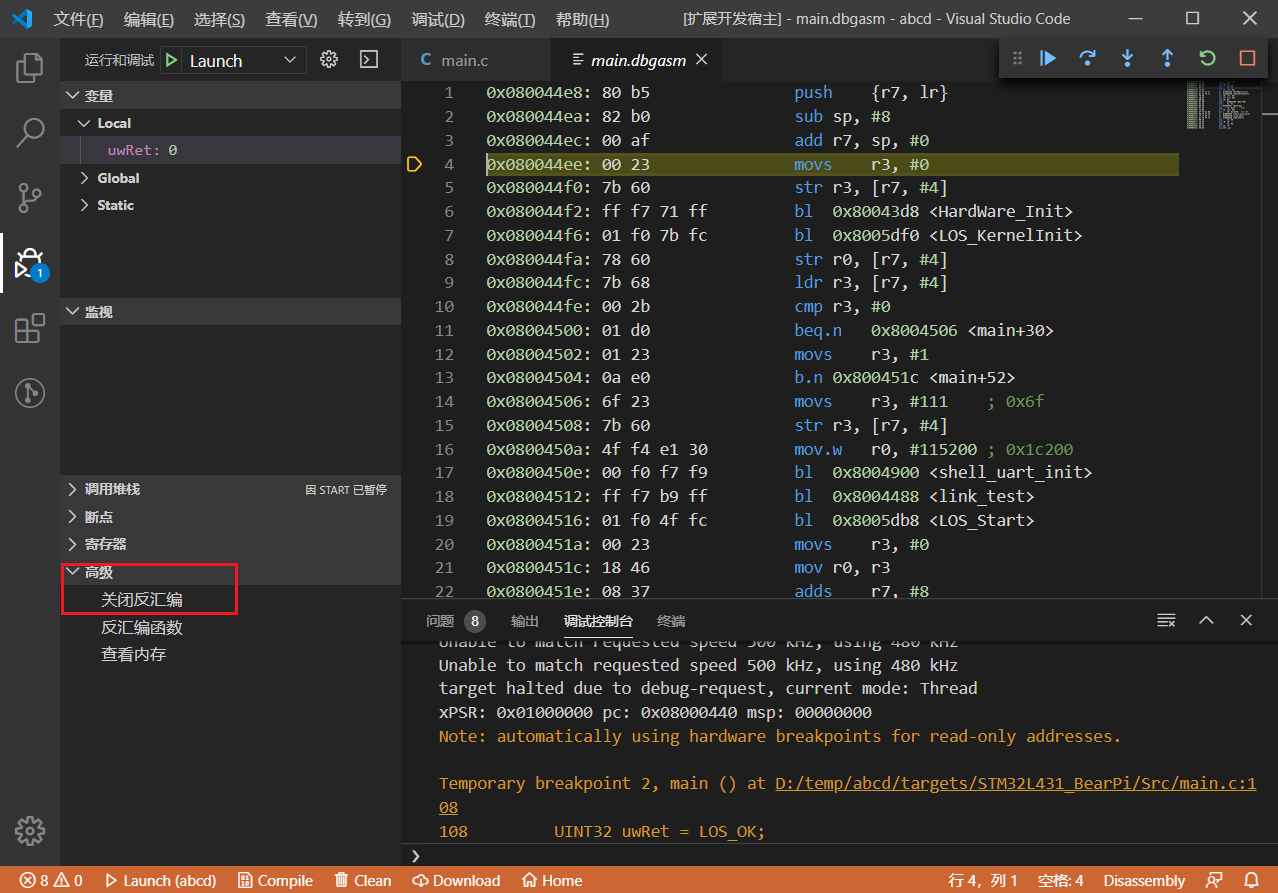 文件(F) 编辑(E) 选择(S) 查看(V) 转到(G) 调试(D) 终端(T) 帮助(H) [扩展开发宿主] - main.dbgasm - abcd - Visual Studio Code
运行和调试 Launch
变量
Local
uwRet: 0
Global
Static
监视
调用堆栈 因 START 已暂停
断点
寄存器
高级
关闭反汇编
反汇编函数
查看内存
1
C main.c main.dbgasm
1 0x080044e8: 80 b5 push {r7, lr}
2 0x080044ea: 82 b0 sub sp, #8
3 0x080044ec: 00 af add r7, sp, #0
4 0x080044ee: 00 23 movs r3, #0
5 0x080044f0: 7b 60 str r3, [r7, #4]
6 0x080044f2: ff f7 71 ff bl 0x80043d8 <HardWare_Init>
7 0x080044f6: 01 f0 7b fc bl 0x8005df0 <LOS_KernelInit>
8 0x080044fa: 78 60 str r0, [r7, #4]
9 0x080044fc: 7b 68 ldr r3, [r7, #4]
10 0x080044fe: 00 2b cmp r3, #0
11 0x08004500: 01 d0 beq.n 0x8004506 <main+30>
12 0x08004502: 01 23 movs r3, #1
13 0x08004504: 0a e0 b.n 0x800451c <main+52>
14 0x08004506: 6f 23 movs r3, #111 ; 0x6f
15 0x08004508: 7b 60 str r3, [r7, #4]
16 0x0800450a: 4f f4 e1 30 mov.w r0, #115200 ; 0x1c200
17 0x0800450e: 00 f0 f7 f9 bl 0x8004900 <shell_uart_init>
18 0x08004512: ff f7 b9 ff bl 0x8004488 <link_test>
19 0x08004516: 01 f0 4f fc bl 0x8005db8 <LOS_Start>
20 0x0800451a: 00 23 movs r3, #0
21 0x0800451c: 18 46 mov r0, r3
22 0x0800451e: 08 37 adds r7, #8
问题 8 输出 调试控制台 终端
Unable to match requested speed 500 kHz, using 480 kHz
Unable to match requested speed 500 kHz, using 480 kHz
target halted due to debug-request, current mode: Thread
xPSR: 0x01000000 pc: 0x08000440 msp: 00000000
Note: automatically using hardware breakpoints for read-only addresses.
Temporary breakpoint 2, main () at D:/temp/abcd/targets/STM32L431_BearPi/Src/main.c:1
08
108 UINT32 uwRet = LOS_OK;
8 0 Launch (abcd) Compile Clean Download Home 行 4，列 1 空格: 4 Disassembly